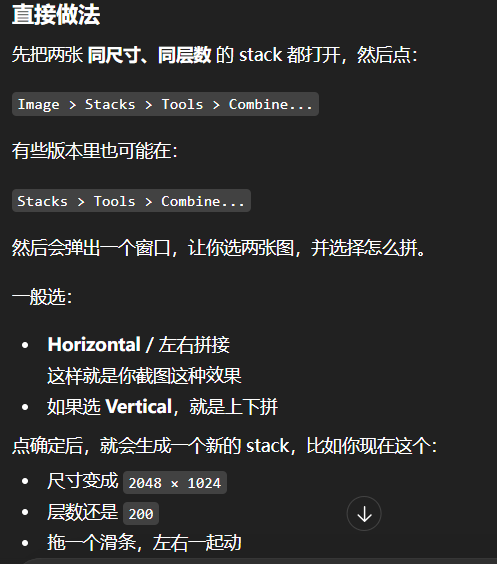 直接做法
先把两张 同尺寸、同层数 的 stack 都打开，然后点：
Image > Stacks > Tools > Combine...
有些版本里也可能在：
Stacks > Tools > Combine...
然后会弹出一个窗口，让你选两张图，并选择怎么拼。
一般选：
• Horizontal / 左右拼接
这样就是你截图这种效果
• 如果选 Vertical，就是上下拼
点确定后，就会生成一个新的 stack，比如你现在这个：
• 尺寸变成 2048 × 1024
• 层数还是 200
• 拖一个滑条，左右一起动